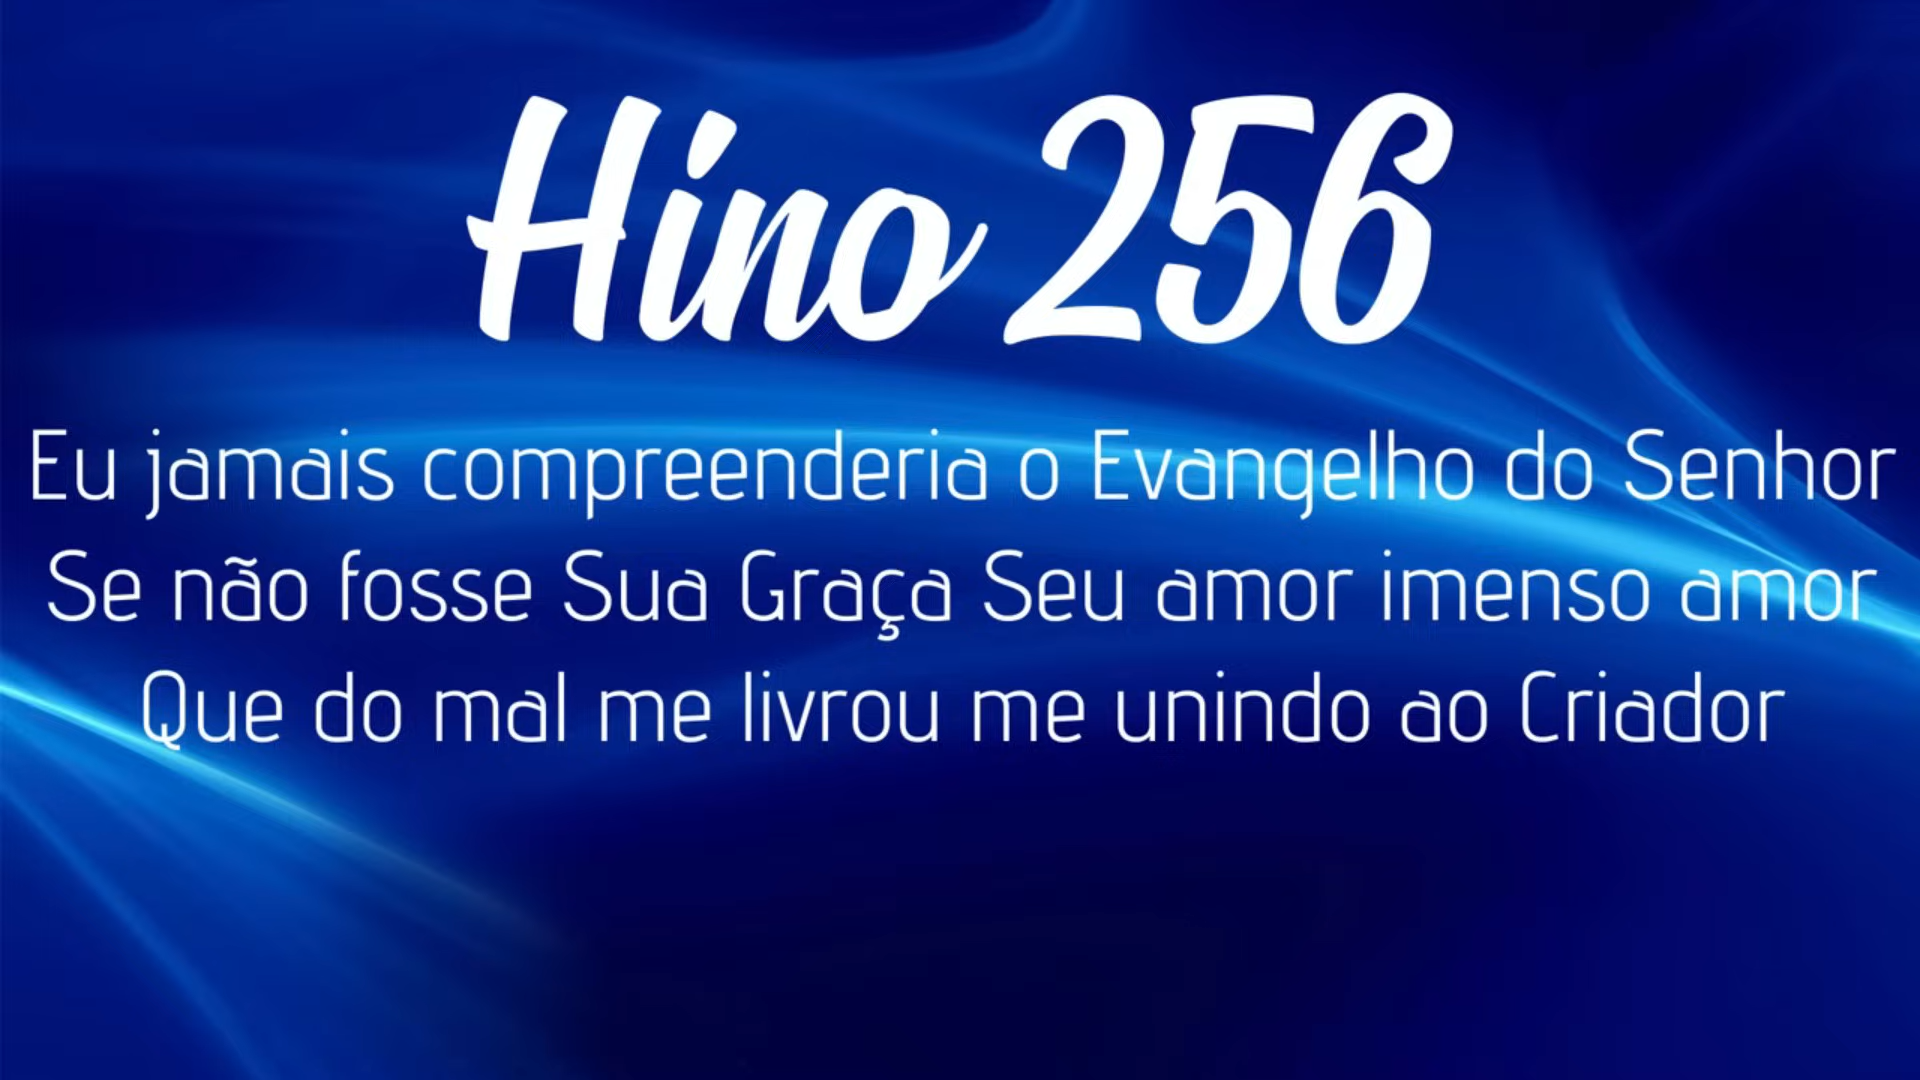 Hino 256
Eu jamais compreenderia o Evangelho do Senhor
Se não fosse Sua Graça Seu amor imenso amor
Que do mal me livrou me unindo ao Criador